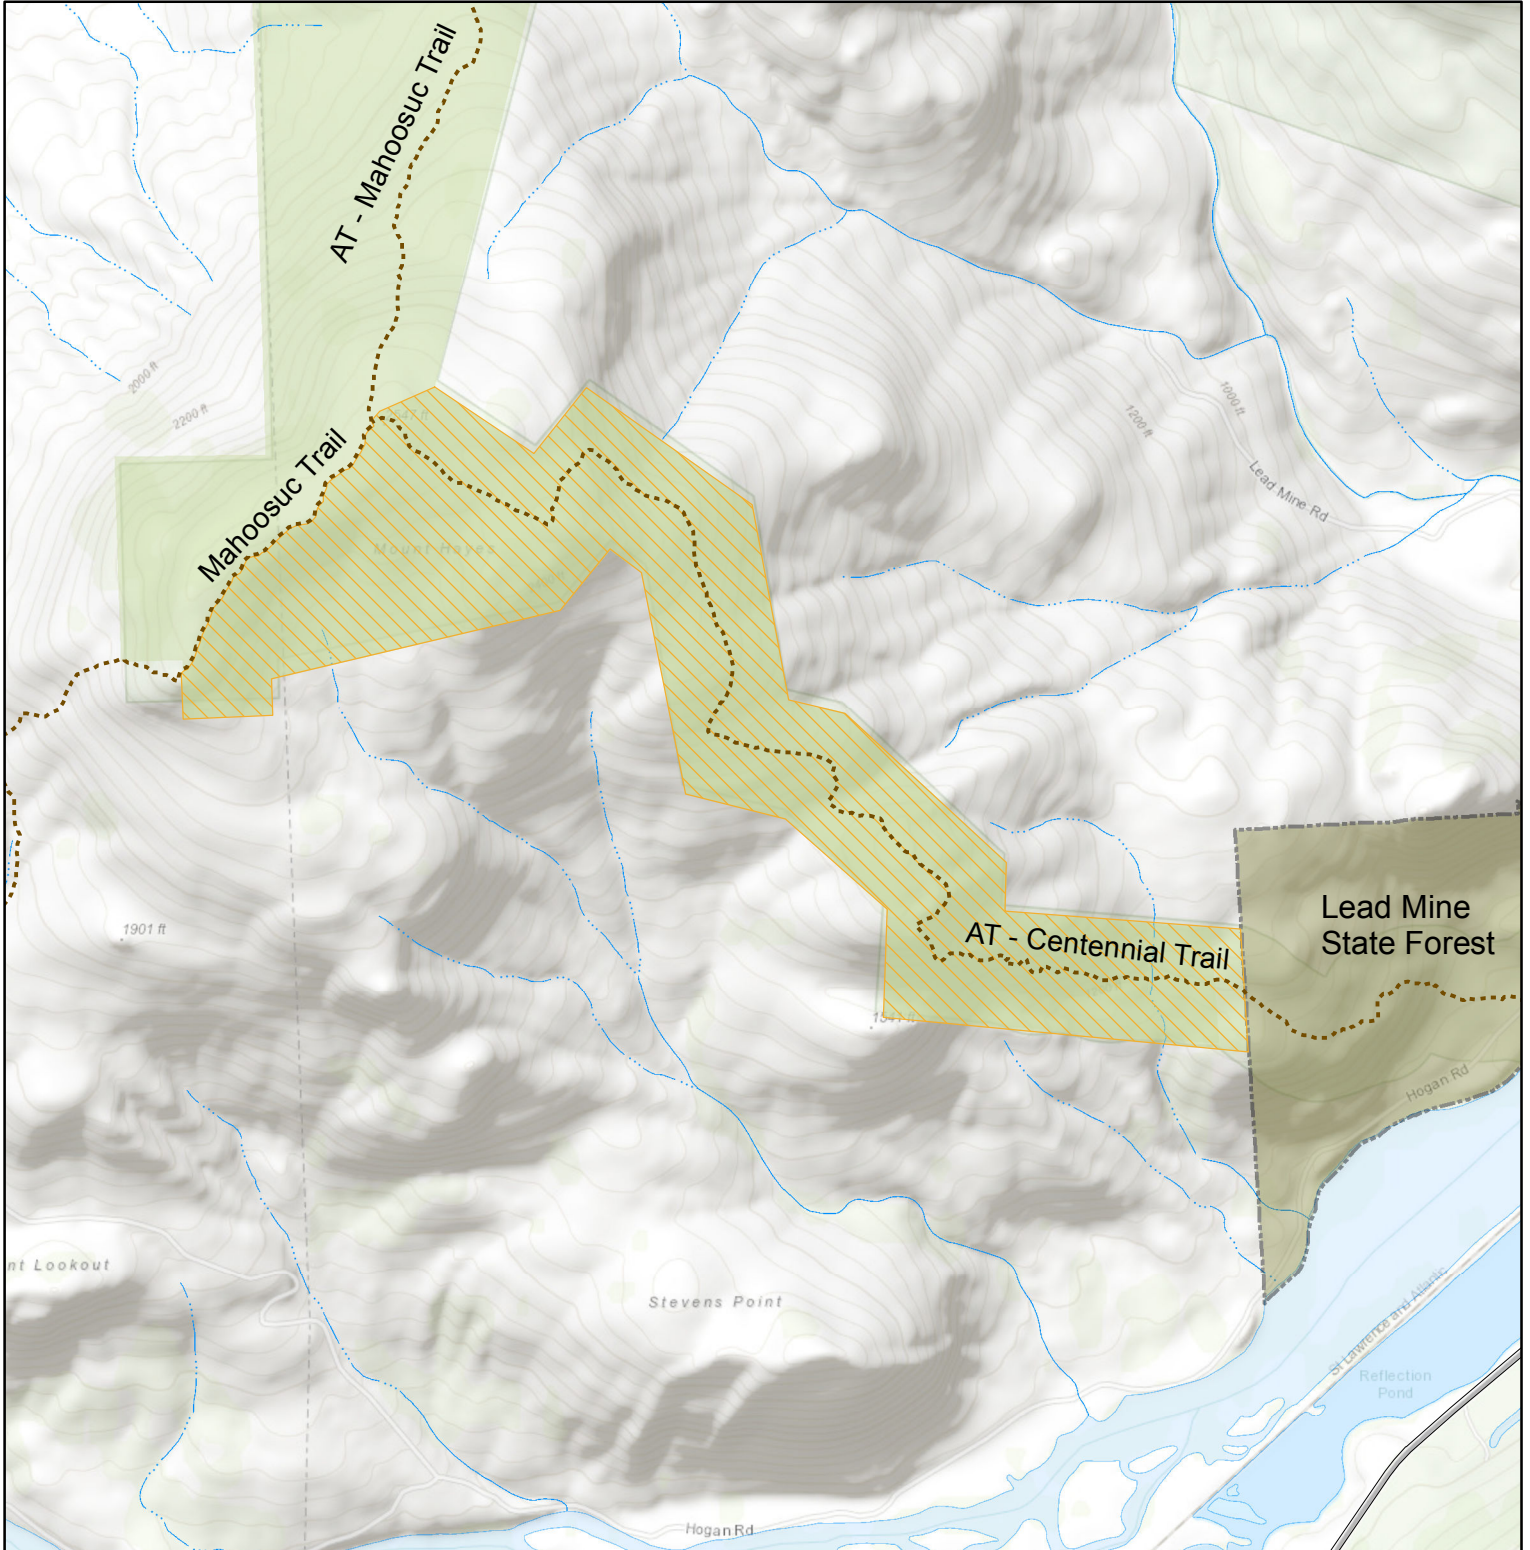 AT - Mahoosuc Trail
2000 ft
2200 ft
Mahoosuc Trail
Mount Hayes
1000 ft
1200 ft
Lead Mine Rd
1901 ft
AT - Centennial Trail
Lead Mine
State Forest
Hogan Rd
nt Lookout
Stevens Point
St Lawrence and Atlantic
Reflection
Pond
Hogan Rd